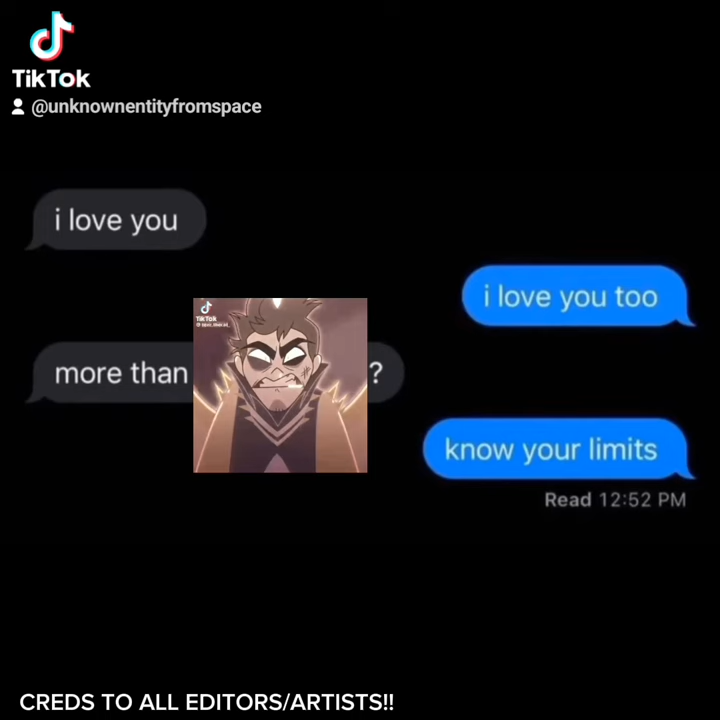 TikTok
@unknownentityfromspace
i love you
i love you too
TikTok
more than ?
know your limits
Read 12:52 PM
CREDS TO ALL EDITORS/ARTISTS!!